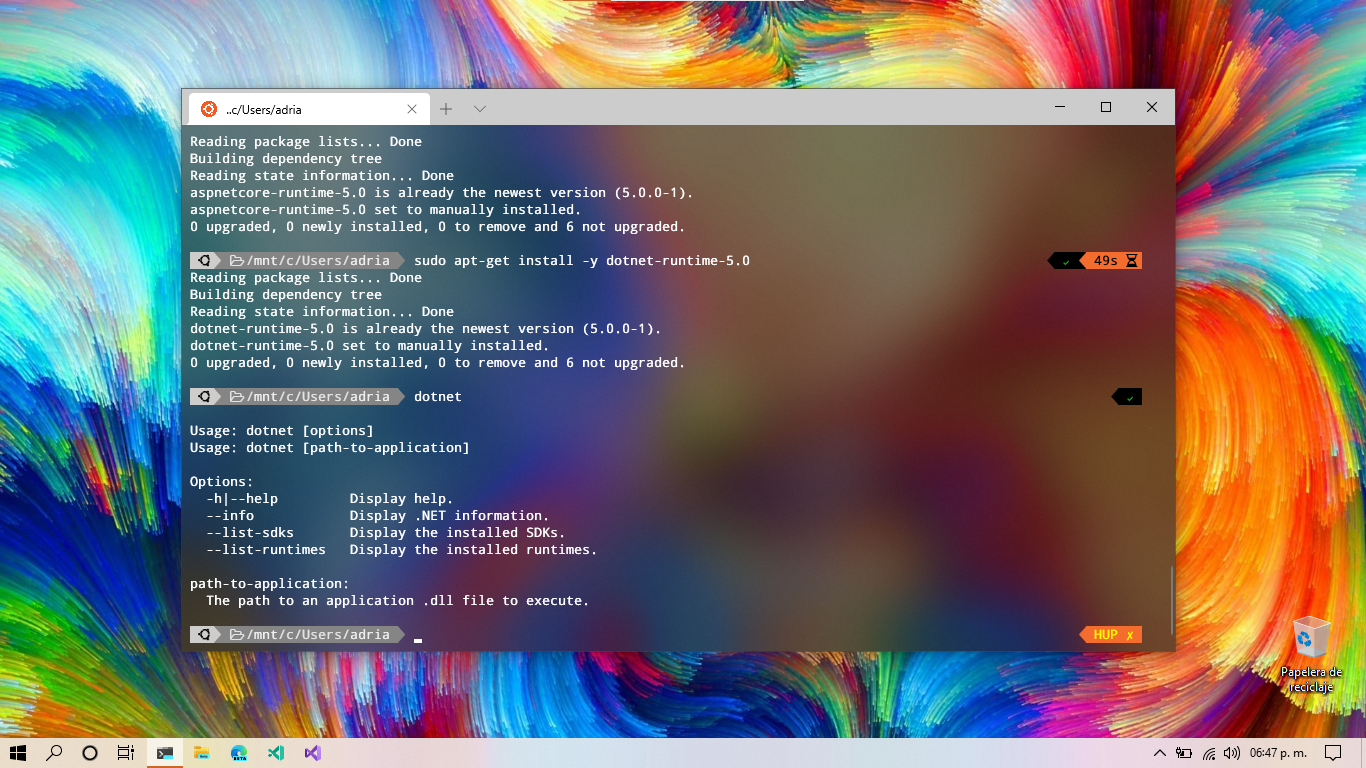 ..c/Users/adria
Reading package lists... Done
Building dependency tree
Reading state information... Done
aspnetcore-runtime-5.0 is already the newest version (5.0.0-1).
aspnetcore-runtime-5.0 set to manually installed.
0 upgraded, 0 newly installed, 0 to remove and 6 not upgraded.
/mnt/c/Users/adria sudo apt-get install -y dotnet-runtime-5.0 ✓ 49s
Reading package lists... Done
Building dependency tree
Reading state information... Done
dotnet-runtime-5.0 is already the newest version (5.0.0-1).
dotnet-runtime-5.0 set to manually installed.
0 upgraded, 0 newly installed, 0 to remove and 6 not upgraded.
/mnt/c/Users/adria dotnet ✓
Usage: dotnet [options]
Usage: dotnet [path-to-application]
Options:
-h|--help Display help.
--info Display .NET information.
--list-sdks Display the installed SDKs.
--list-runtimes Display the installed runtimes.
path-to-application:
The path to an application .dll file to execute.
/mnt/c/Users/adria HUP ✗
Papelera de
reciclaje
BETA
06:47 p. m.